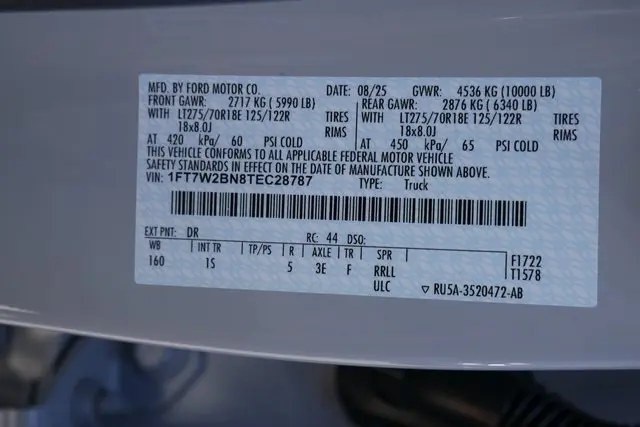 MFD. BY FORD MOTOR CO.
DATE: 08/25 GVWR: 4536 KG (10000 LB)
FRONT GAWR: 2717 KG (5990 LB)
REAR GAWR: 2876 KG (6340 LB)
WITH LT275/70R18E 125/122R TIRES
WITH LT275/70R18E 125/122R TIRES
18x8.0J RIMS
18x8.0J RIMS
AT 420 kPa/ 60 PSI COLD
AT 450 kPa/ 65 PSI COLD
THIS VEHICLE CONFORMS TO ALL APPLICABLE FEDERAL MOTOR VEHICLE
SAFETY STANDARDS IN EFFECT ON THE DATE OF MANUFACTURE SHOWN ABOVE.
VIN: 1FT7W2BN8TEC28787 TYPE: Truck
EXT PNT: DR RC: 44 DSO:
WB INT TR TP/PS R AXLE TR SPR F1722
160 1S 5 3E F RRLL T1578
ULC ▽ RU5A-3520472-AB